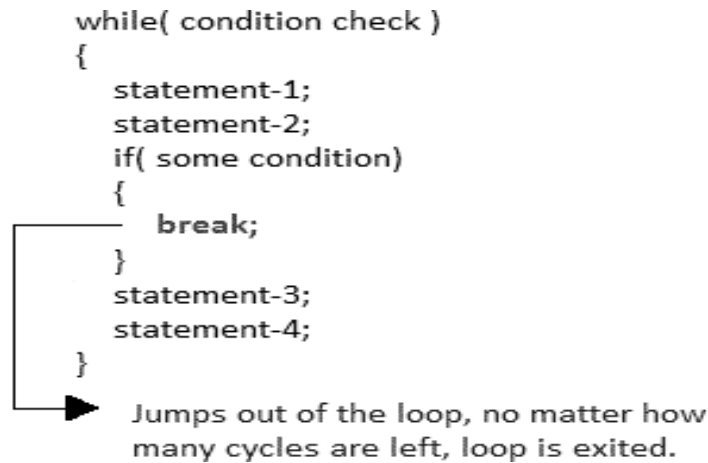 while( condition check )
{
statement-1;
statement-2;
if( some condition)
{
break;
}
statement-3;
statement-4;
}
Jumps out of the loop, no matter how
many cycles are left, loop is exited.